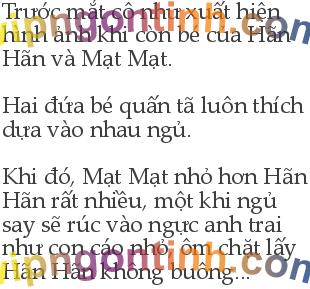 Trước mắt cô như xuất hiện
hình ảnh khi còn bé của Hãn
Hãn và Mạt Mạt.
Hai đứa bé quấn tã luôn thích
dựa vào nhau ngủ.
Khi đó, Mạt Mạt nhỏ hơn Hãn
Hãn rất nhiều, một khi ngủ
say sẽ rúc vào ngực anh trai
như con cáo nhỏ, ôm chặt lấy
Hãn Hãn không buông...
vipngontinh.com
vipngontinh.com